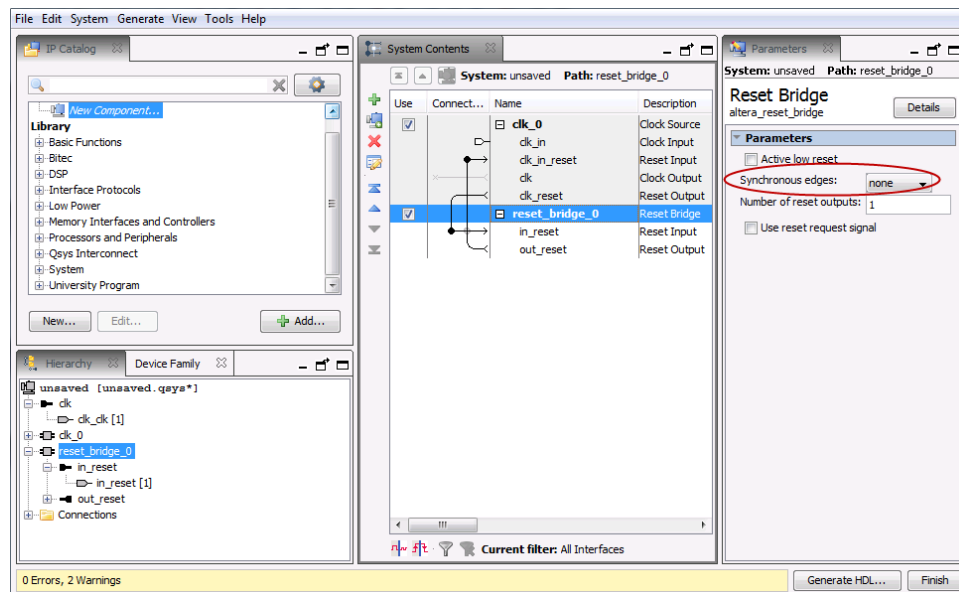 File Edit System Generate View Tools Help
IP Catalog
New Component...
Library
Basic Functions
Bitec
DSP
Interface Protocols
Low Power
Memory Interfaces and Controllers
Processors and Peripherals
Qsys Interconnect
System
University Program
New... Edit... Add...
Hierarchy Device Family
unsaved [unsaved.qsys*]
clk
clk_clk [1]
clk_0
reset_bridge_0
in_reset
in_reset [1]
out_reset
Connections
System Contents
System: unsaved Path: reset_bridge_0
Use Connect... Name Description
clk_0 Clock Source
clk_in Clock Input
clk_in_reset Reset Input
clk Clock Output
clk_reset Reset Output
reset_bridge_0 Reset Bridge
in_reset Reset Input
out_reset Reset Output
Current filter: All Interfaces
Parameters
System: unsaved Path: reset_bridge_0
Reset Bridge
altera_reset_bridge
Details
Parameters
Active low reset
Synchronous edges: none
Number of reset outputs: 1
Use reset request signal
0 Errors, 2 Warnings
Generate HDL... Finish